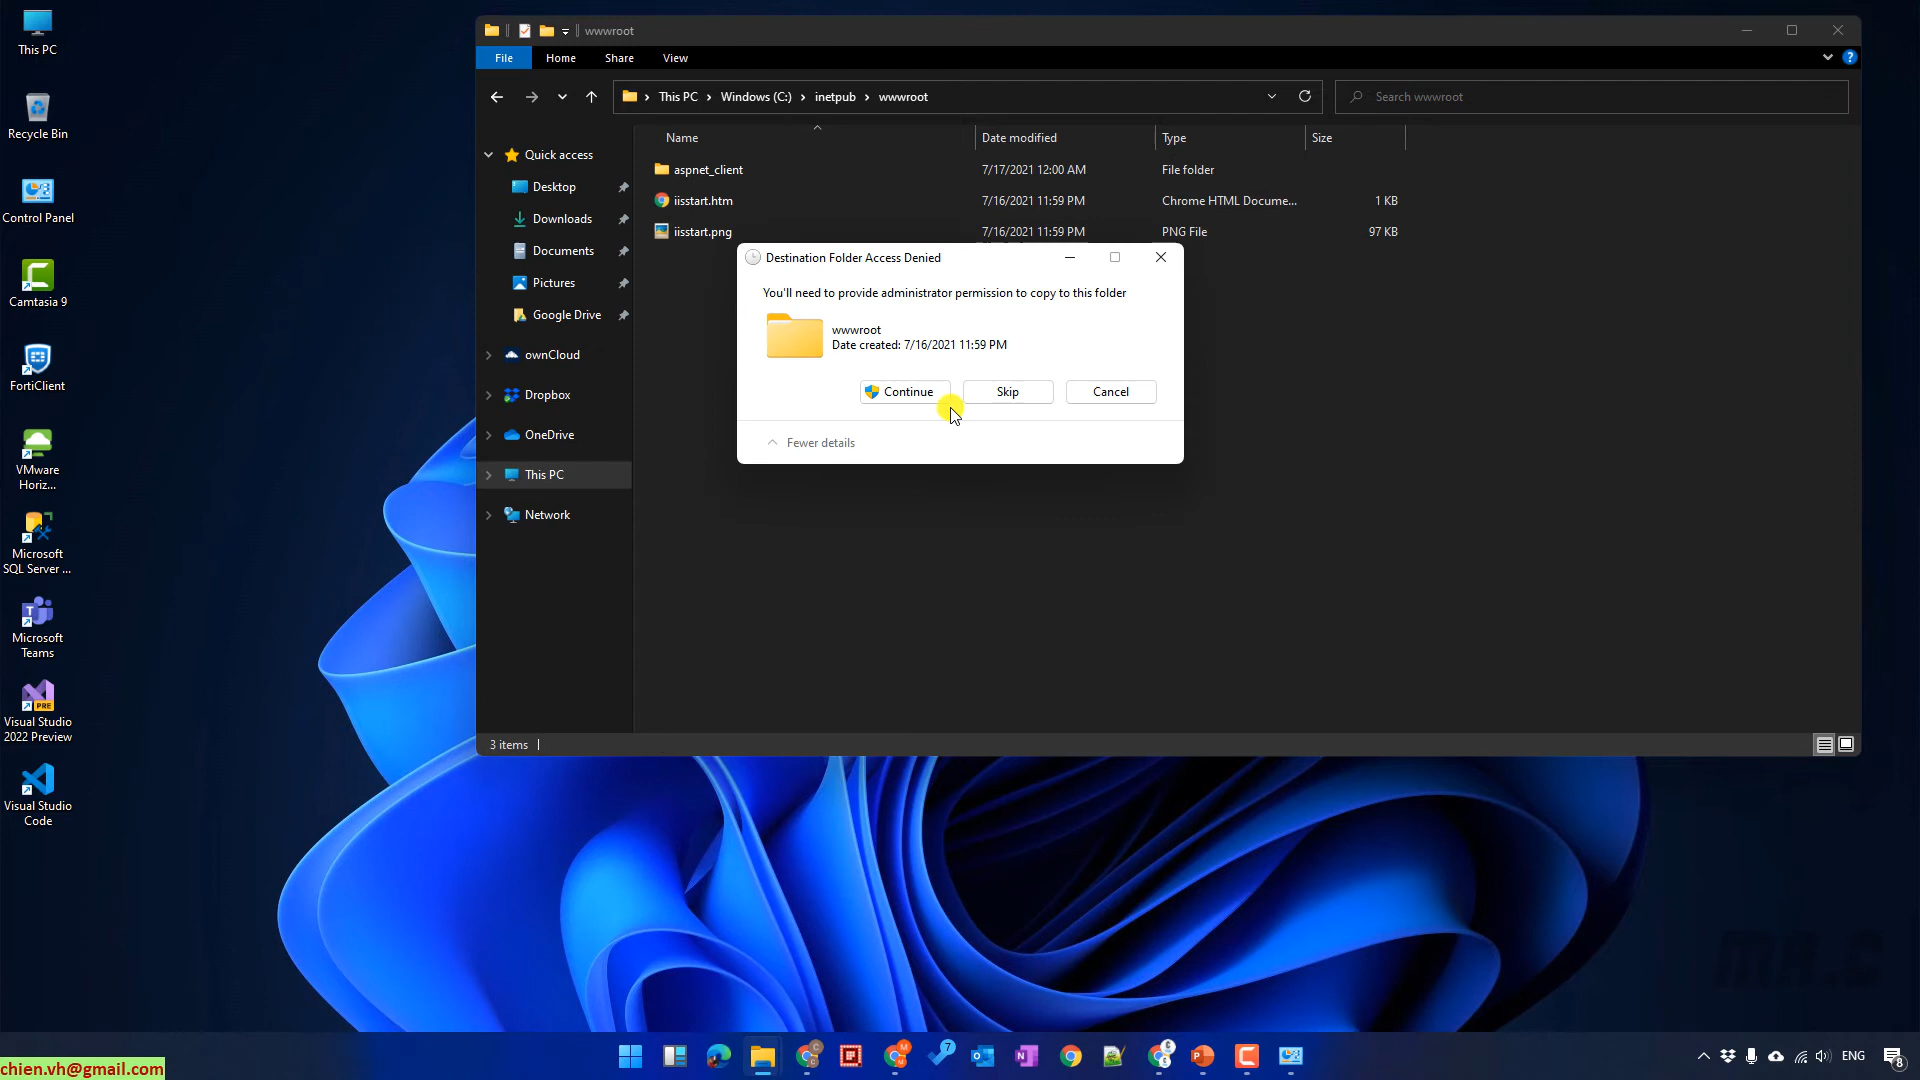 This PC
Recycle Bin
Control Panel
Camtasia 9
FortiClient
VMware
Horiz...
Microsoft
SQL Server ...
Microsoft
Teams
Visual Studio
2022 Preview
Visual Studio
Code
wwwroot
File Home Share View
This PC Windows (C:) inetpub wwwroot
Search wwwroot
Quick access
Desktop
Downloads
Documents
Pictures
Google Drive
ownCloud
Dropbox
OneDrive
This PC
Network
Name Date modified Type Size
aspnet_client 7/17/2021 12:00 AM File folder
iisstart.htm 7/16/2021 11:59 PM Chrome HTML Docume... 1 KB
iisstart.png 7/16/2021 11:59 PM PNG File 97 KB
Destination Folder Access Denied
You'll need to provide administrator permission to copy to this folder
wwwroot
Date created: 7/16/2021 11:59 PM
Continue Skip Cancel
Fewer details
3 items
MR.C
7
ENG
8
chien.vh@gmail.com